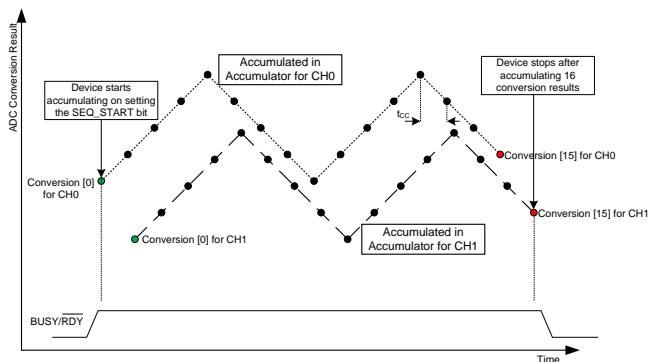 ADC Conversion Result
Accumulated in
Accumulator for CH0
Device stops after
accumulating 16
conversion results
Device starts
accumulating on setting
the SEQ_START bit
tCC
Conversion [15] for CH0
Conversion [0]
for CH0
Conversion [15] for CH1
Conversion [0] for CH1
Accumulated in
Accumulator for CH1
BUSY/RDY
Time